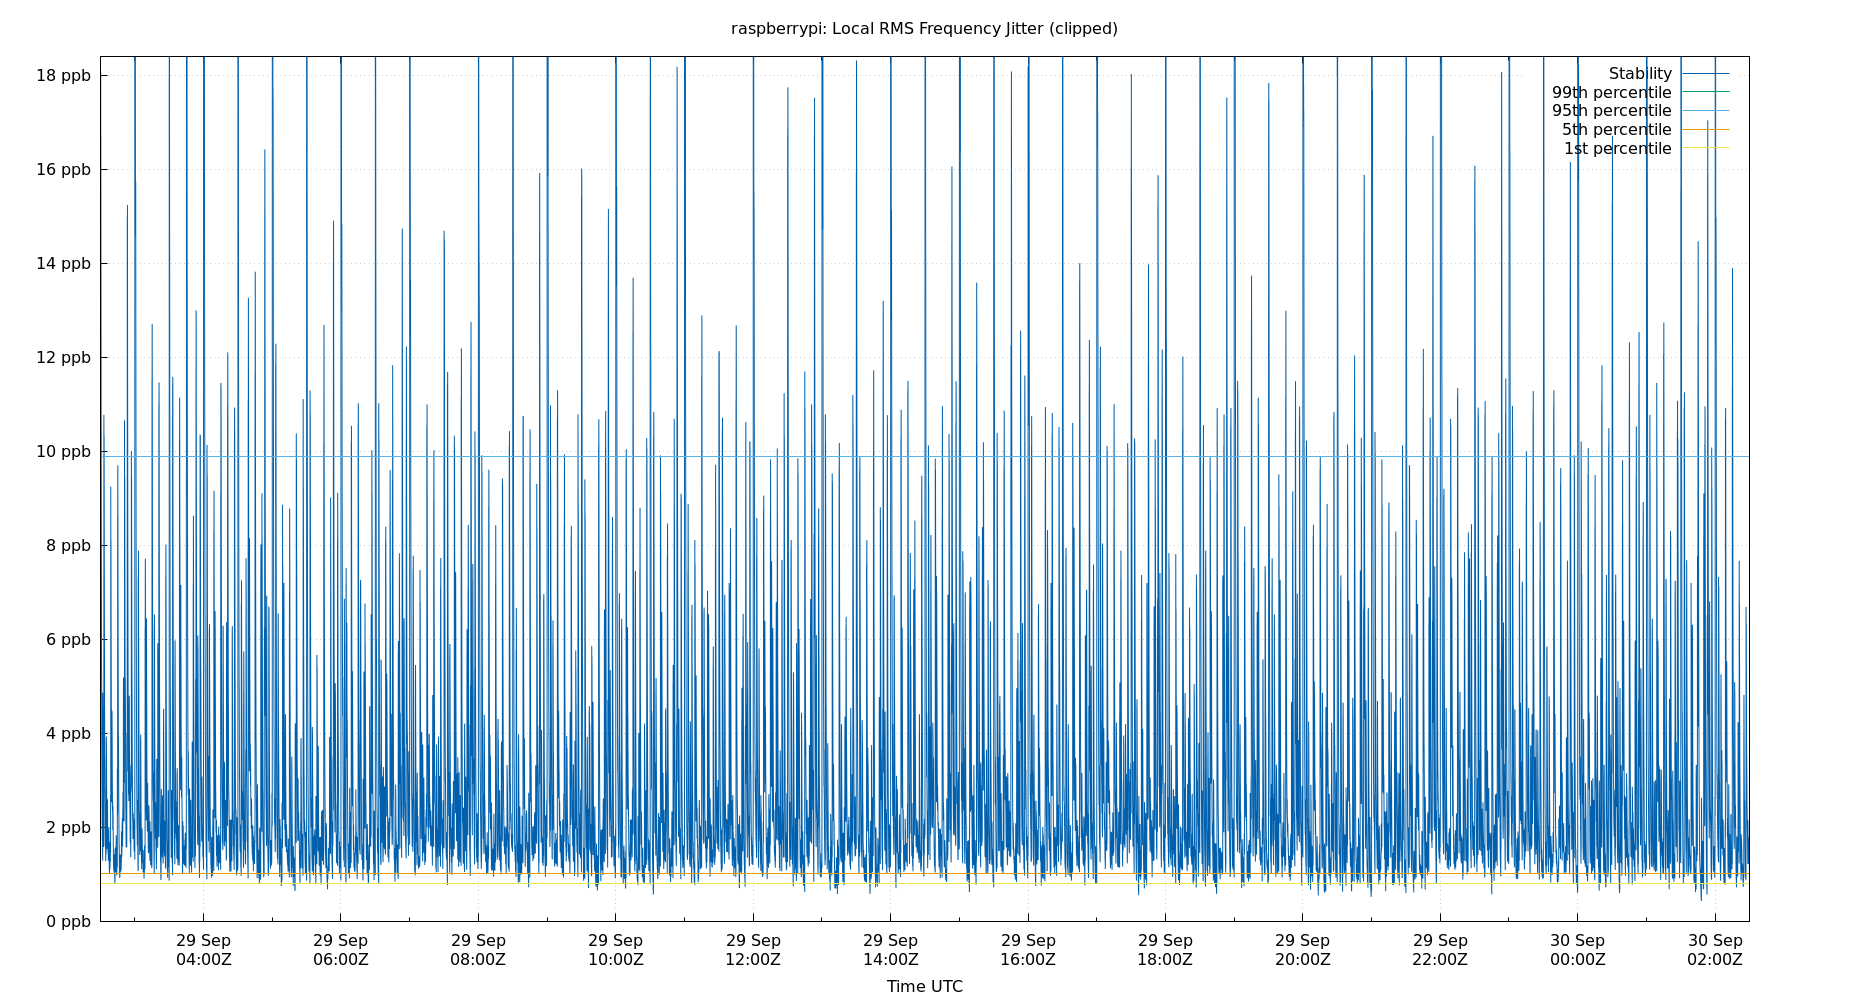 raspberrypi: Local RMS Frequency Jitter (clipped)
18 ppb
16 ppb
14 ppb
12 ppb
10 ppb
8 ppb
6 ppb
4 ppb
2 ppb
0 ppb
Stability
99th percentile
95th percentile
5th percentile
1st percentile
29 Sep 29 Sep 29 Sep 29 Sep 29 Sep 29 Sep 29 Sep 29 Sep 29 Sep 29 Sep 30 Sep 30 Sep
04:00Z 06:00Z 08:00Z 10:00Z 12:00Z 14:00Z 16:00Z 18:00Z 20:00Z 22:00Z 00:00Z 02:00Z
Time UTC